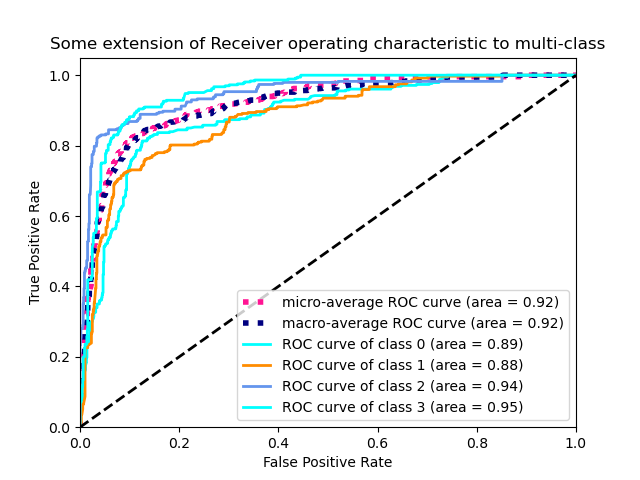 Some extension of Receiver operating characteristic to multi-class
1.0
0.8
0.6
0.4
0.2
0.0
True Positive Rate
micro-average ROC curve (area = 0.92)
macro-average ROC curve (area = 0.92)
ROC curve of class 0 (area = 0.89)
ROC curve of class 1 (area = 0.88)
ROC curve of class 2 (area = 0.94)
ROC curve of class 3 (area = 0.95)
0.0 0.2 0.4 0.6 0.8 1.0
False Positive Rate